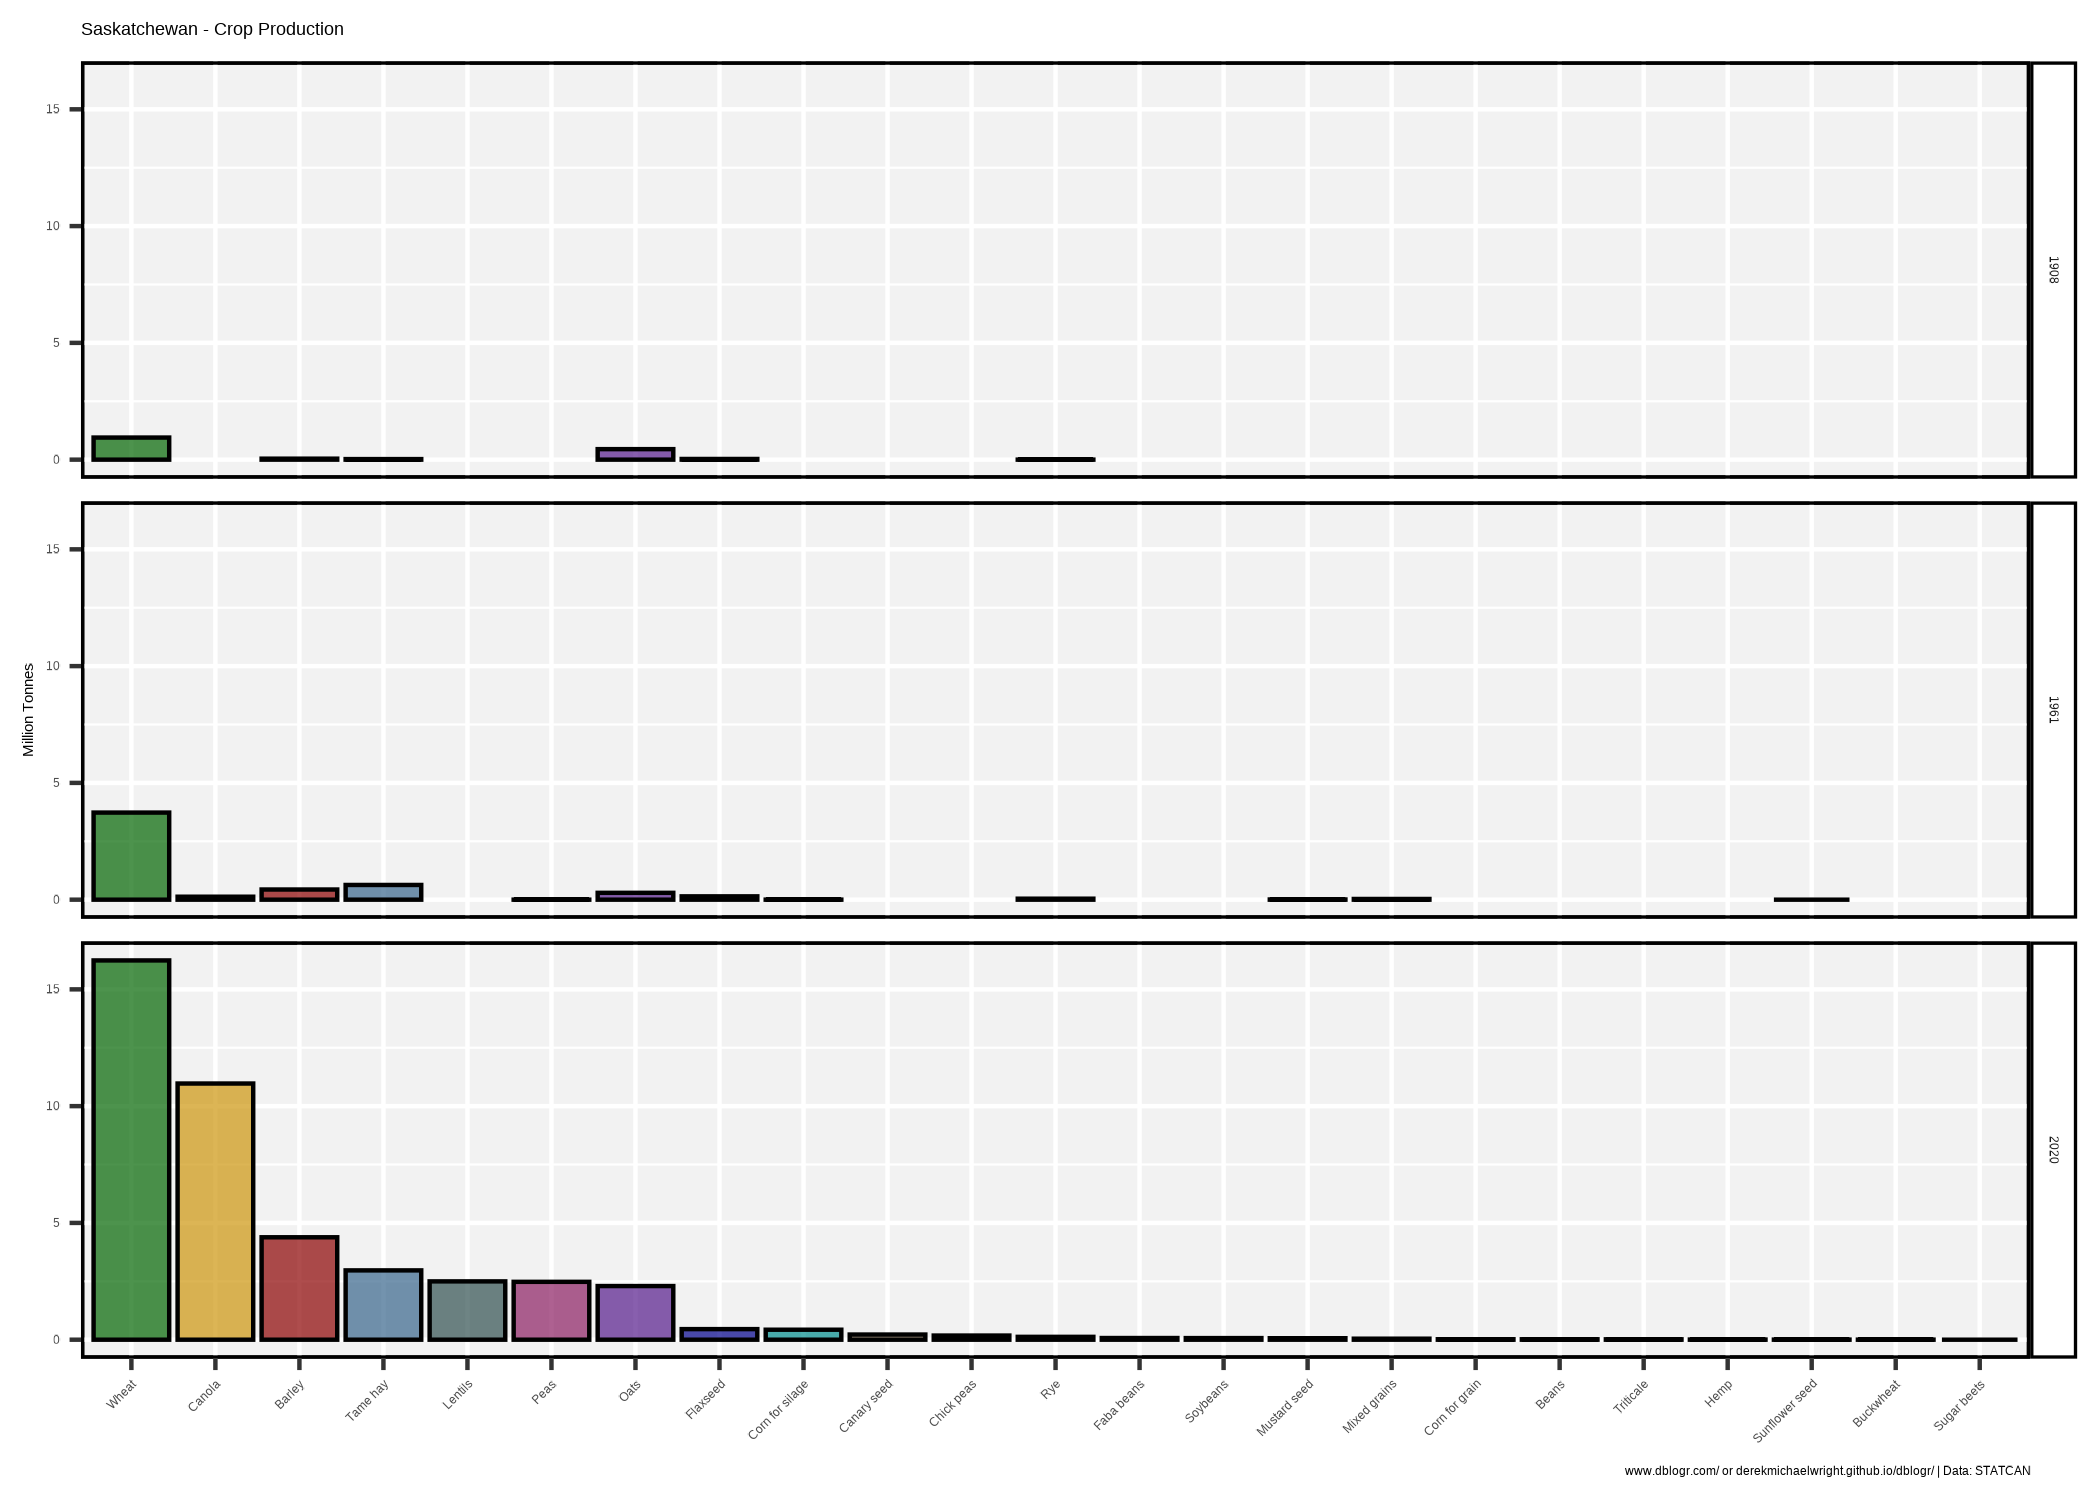 Saskatchewan - Crop Production
15
10
5
0
1908
Million Tonnes
15
10
5
0
1961
15
10
5
0
2020
Wheat
Canola
Barley
Tame hay
Lentils
Peas
Oats
Flaxseed
Corn for silage
Canary seed
Chick peas
Rye
Faba beans
Soybeans
Mustard seed
Mixed grains
Corn for grain
Beans
Triticale
Hemp
Sunflower seed
Buckwheat
Sugar beets
www.dblogr.com/ or derekmichaelwright.github.io/dblogr/ | Data: STATCAN